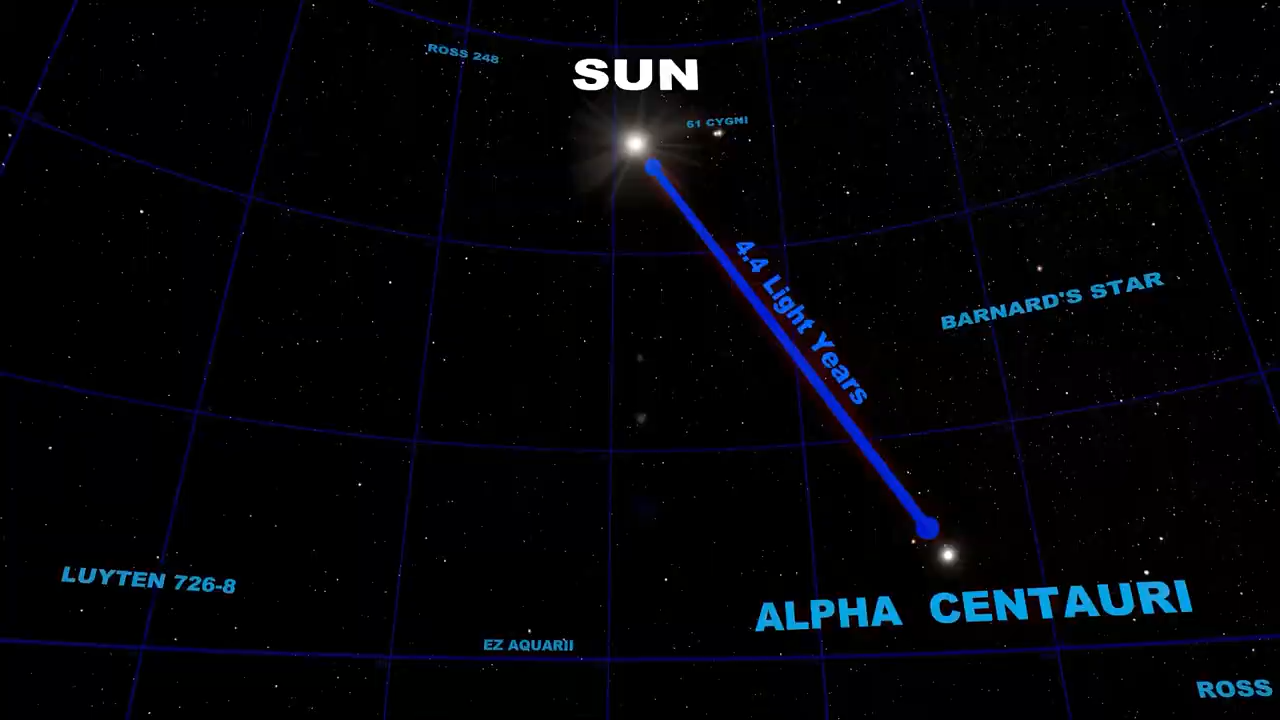 ROSS 248
SUN
61 CYGNI
4.4 Light Years
BARNARD'S STAR
LUYTEN 726-8
ALPHA CENTAURI
EZ AQUARII
ROSS